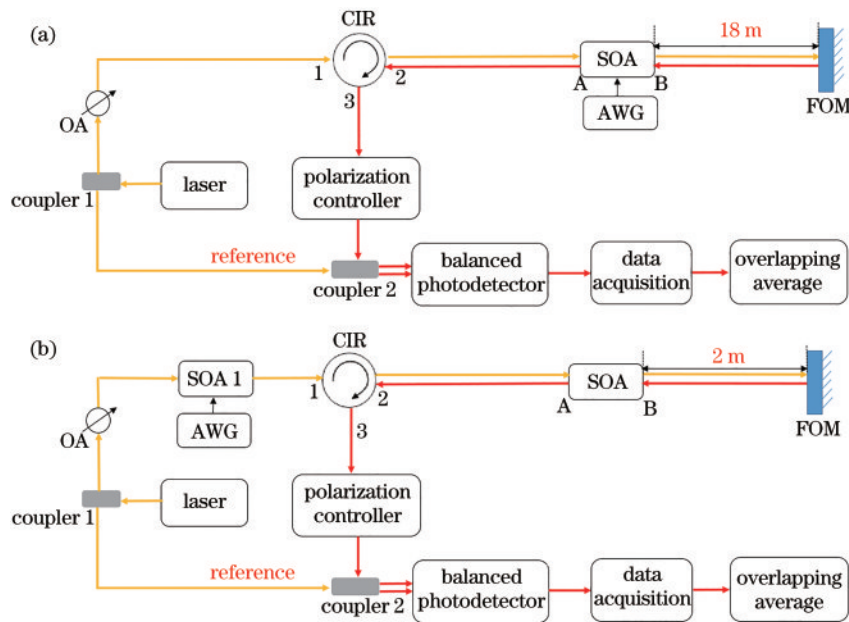 (a)
CIR
18 m
1
2
3
SOA
A
B
AWG
FOM
OA
coupler 1
laser
polarization
controller
reference
coupler 2
balanced
photodetector
data
acquisition
overlapping
average
(b)
CIR
2 m
SOA 1
1
2
3
SOA
A
B
AWG
FOM
OA
coupler 1
laser
polarization
controller
reference
coupler 2
balanced
photodetector
data
acquisition
overlapping
average